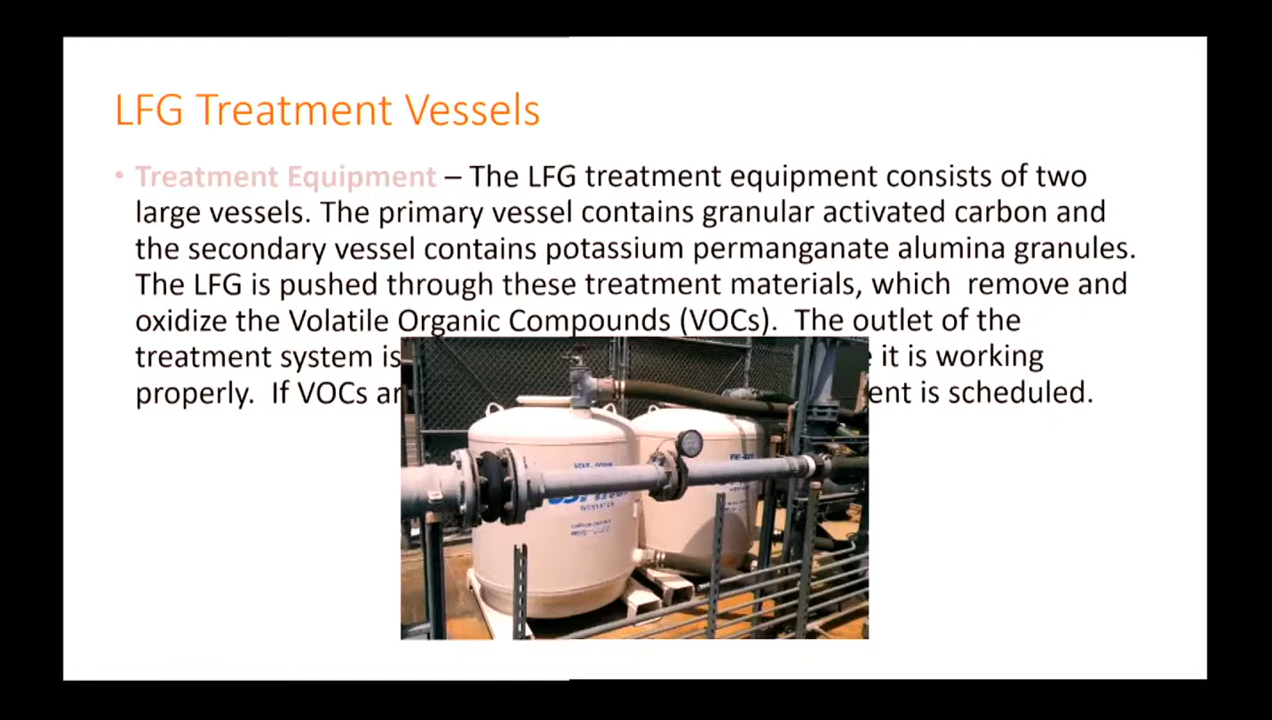 LFG Treatment Vessels
• Treatment Equipment – The LFG treatment equipment consists of two
large vessels. The primary vessel contains granular activated carbon and
the secondary vessel contains potassium permanganate alumina granules.
The LFG is pushed through these treatment materials, which remove and
oxidize the Volatile Organic Compounds (VOCs). The outlet of the
treatment system is it is working
properly. If VOCs is scheduled.